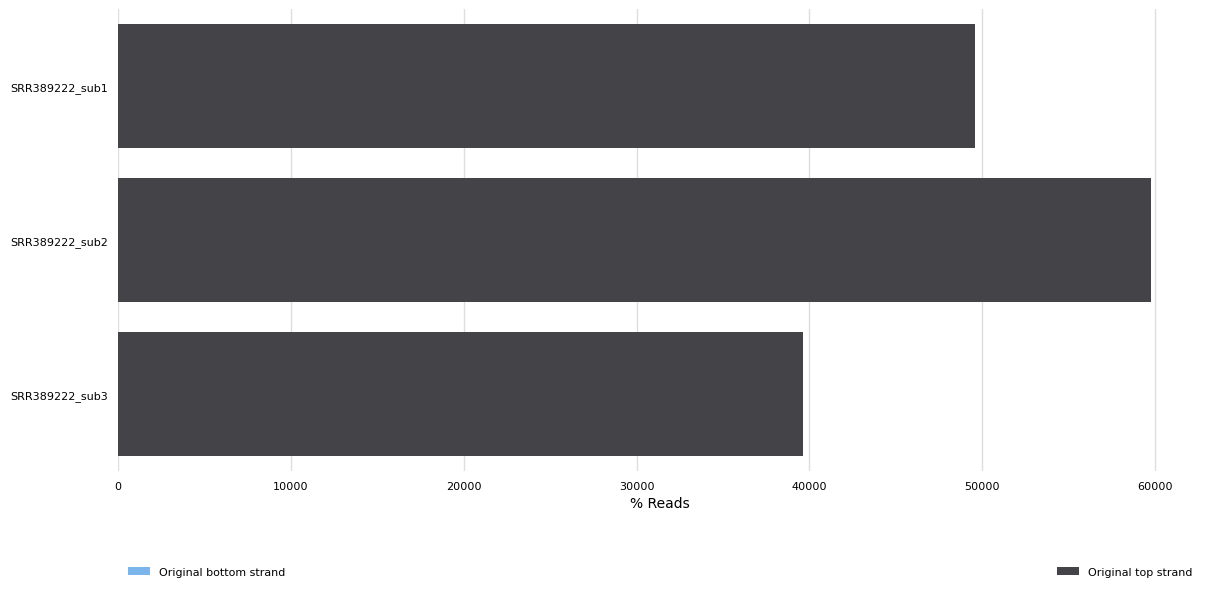 SRR389222_sub1
SRR389222_sub2
SRR389222_sub3
0 10000 20000 30000 40000 50000 60000
% Reads
Original bottom strand Original top strand